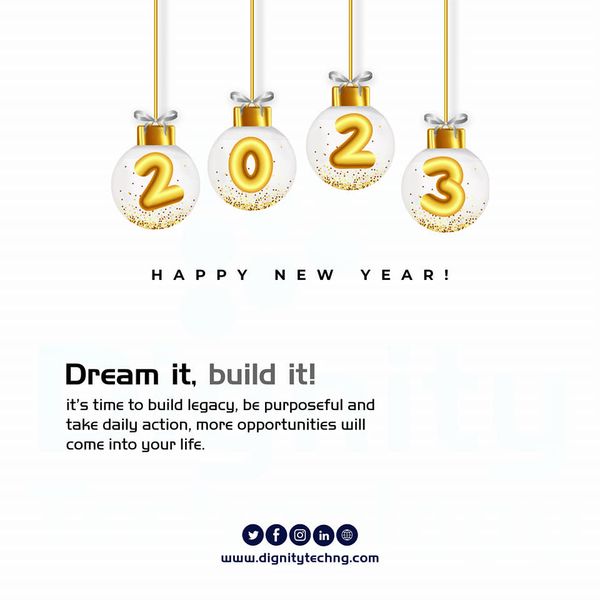 2023
HAPPY NEW YEAR!
Dream it, build it!
it's time to build legacy, be purposeful and
take daily action, more opportunities will
come into your life.
Dignity
www.dignitytechng.com